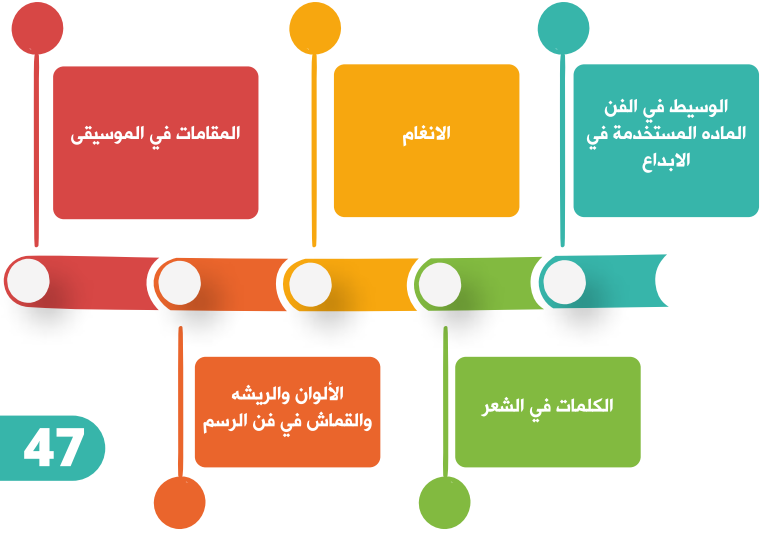 الوسيط في الفن
الماده المستخدمة في
الابداع
الانغام
المقامات في الموسيقى
الكلمات في الشعر
الألوان والريشه
والقماش في فن الرسم
47